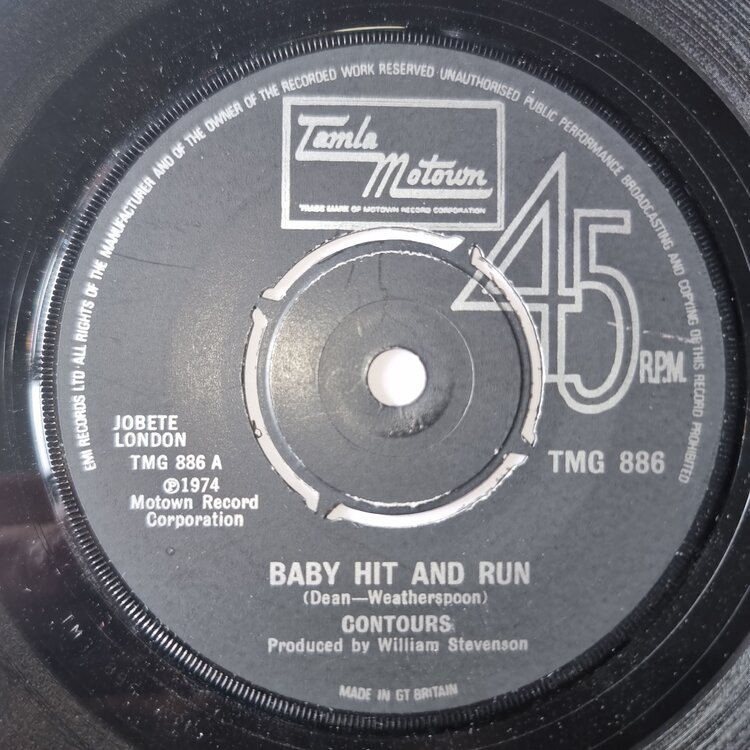 EMI RECORDS LTD·ALL RIGHTS OF THE MANUFACTURER AND OF THE OWNER OF THE RECORDED WORK RESERVED UNAUTHORISED PUBLIC PERFORMANCE BROADCASTING AND COPYING OF THIS RECORD PROHIBITED
Tamla
Motown
TRADE MARK OF MOTOWN RECORD CORPORATION
45
R.P.M.
JOBETE
LONDON
TMG 886 A
℗1974
Motown Record
Corporation
TMG 886
BABY HIT AND RUN
(Dean—Weatherspoon)
CONTOURS
Produced by William Stevenson
MADE IN GT BRITAIN